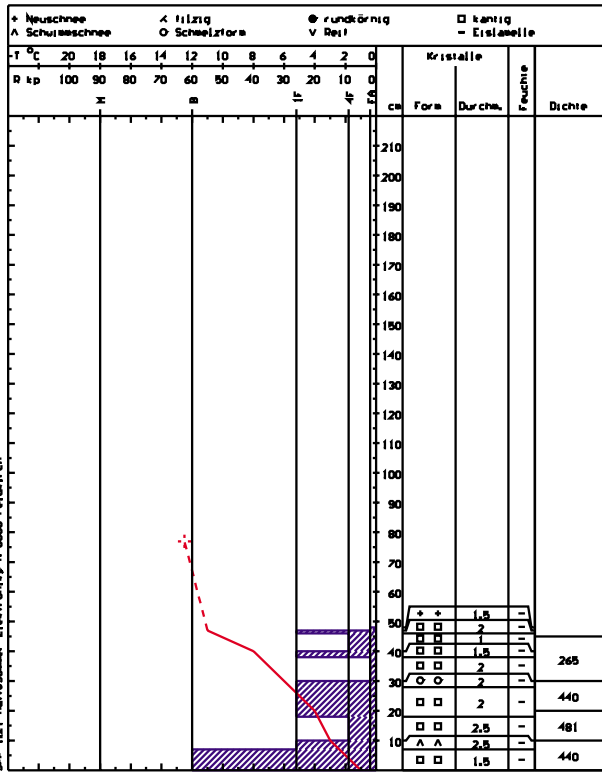 + Neuschnee ⁁ filzig ● rundkörnig □ kantig
ʌ Schwimmschnee O Schmelzform V Reif – Eislamelle
-T °C 20 18 16 14 12 10 8 6 4 2 0 Kristalle
R kp 100 90 80 70 60 50 40 30 20 10 0 cm Form Durchm. Feuchte Dichte
M B 1F 4F FA
210
200
190
180
170
160
150
140
130
120
110
100
90
80
70
60
50
40
30
20
10
+ + 1.5 –
□ □ 2 –
□ □ 1 –
□ □ 1.5 –
□ □ 2 – 265
O O 2 –
□ □ 2 – 440
□ □ 2.5 – 481
ʌ ʌ 2.5 –
□ □ 1.5 – 440